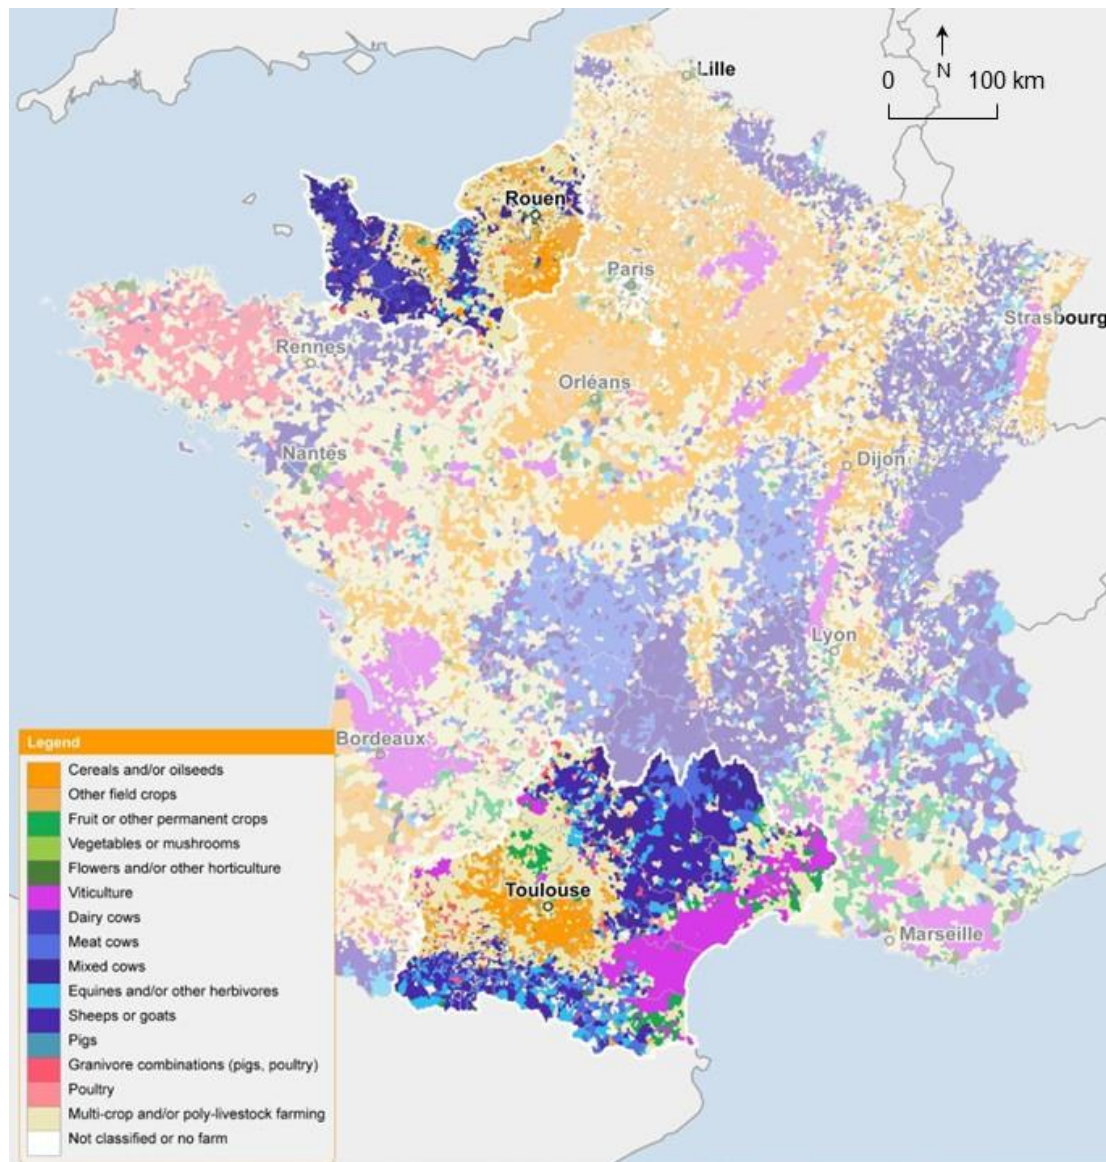 Lille
N
0 100 km
Rouen
Paris
Strasbourg
Rennes
Orléans
Nantes
Dijon
Lyon
Bordeaux
Toulouse
Marseille
Legend
Cereals and/or oilseeds
Other field crops
Fruit or other permanent crops
Vegetables or mushrooms
Flowers and/or other horticulture
Viticulture
Dairy cows
Meat cows
Mixed cows
Equines and/or other herbivores
Sheeps or goats
Pigs
Granivore combinations (pigs, poultry)
Poultry
Multi-crop and/or poly-livestock farming
Not classified or no farm